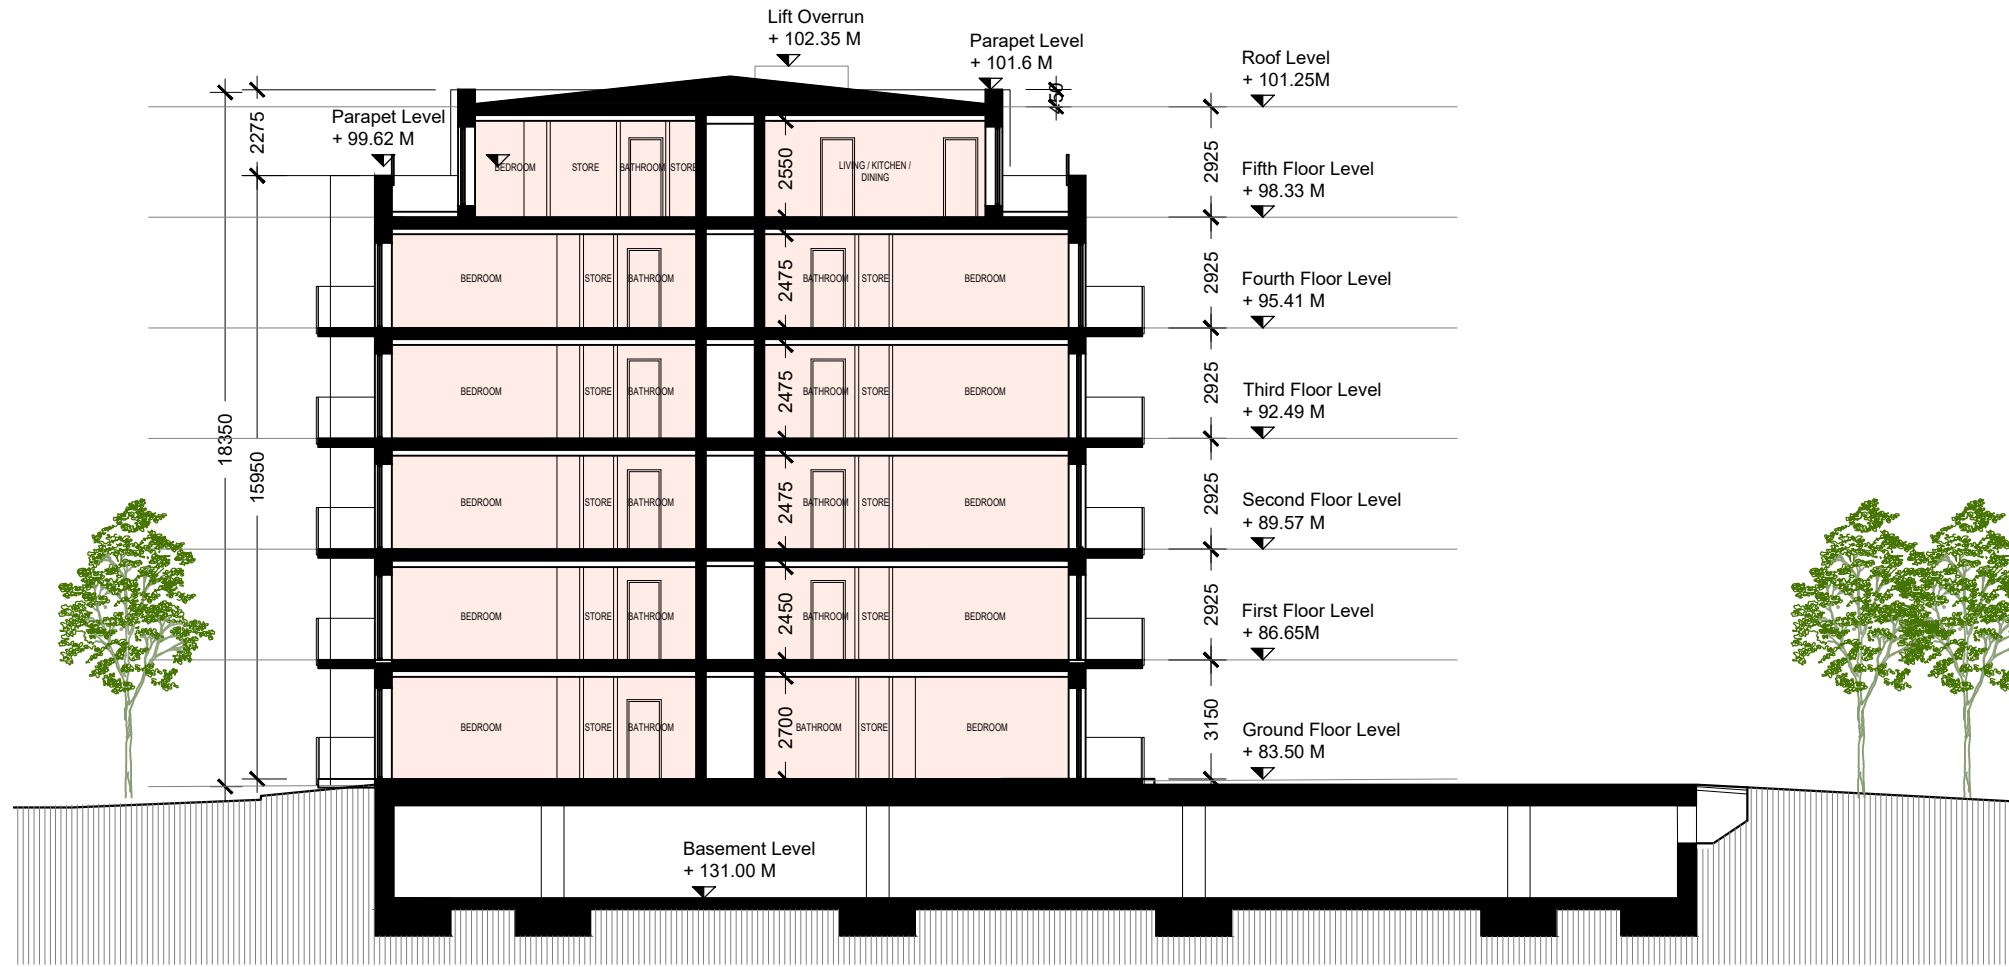 Lift Overrun
+ 102.35 M
Parapet Level
+ 101.6 M
Roof Level
+ 101.25M
Parapet Level
+ 99.62 M
2275
450
2925
BEDROOM
STORE
BATHROOM
STORE
2550
LIVING / KITCHEN /
DINING
Fifth Floor Level
+ 98.33 M
BEDROOM
STORE
BATHROOM
2475
BATHROOM
STORE
BEDROOM
2925
Fourth Floor Level
+ 95.41 M
BEDROOM
STORE
BATHROOM
2475
BATHROOM
STORE
BEDROOM
2925
Third Floor Level
+ 92.49 M
18350
15950
BEDROOM
STORE
BATHROOM
2475
BATHROOM
STORE
BEDROOM
2925
Second Floor Level
+ 89.57 M
BEDROOM
STORE
BATHROOM
2450
BATHROOM
STORE
BEDROOM
2925
First Floor Level
+ 86.65M
BEDROOM
STORE
BATHROOM
2700
BATHROOM
STORE
BEDROOM
3150
Ground Floor Level
+ 83.50 M
Basement Level
+ 131.00 M